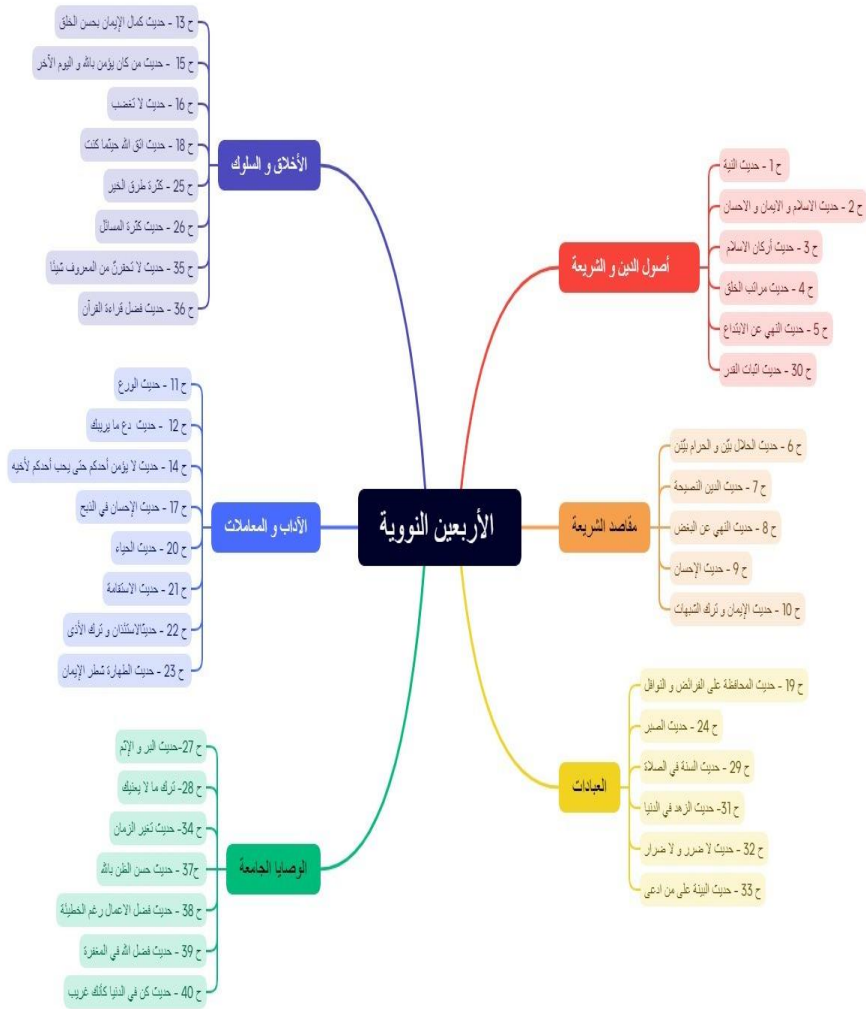 الأربعين النووية
أصول الدين و الشريعة
ح 1 - حديث النية
ح 2 - حديث الاسلام و الايمان و الاحسان
ح 3 - حديث أركان الاسلام
ح 4 - حديث مراتب الخلق
ح 5 - حديث النهي عن الابتداع
ح 30 - حديث اثبات القدر
مقاصد الشريعة
ح 6 - حديث الحلال بيّن و الحرام بيّنن
ح 7 - حديث الدين النصيحة
ح 8 - حديث النهي عن البغض
ح 9 - حديث الإحسان
ح 10 - حديث الإيمان و ترك الشبهات
العبادات
ح 19 - حديث المحافظة على الفرائض و النوافل
ح 24 - حديث الصبر
ح 29 - حديث السنة في الصلاة
ح 31- حديث الزهد في الدنيا
ح 32 - حديث لا ضرر و لا ضرار
ح 33 - حديث البينة على من ادعى
الأخلاق و السلوك
ح 13 - حديث كمال الإيمان بحسن الخلق
ح 15 - حديث من كان يؤمن بالله و اليوم الآخر
ح 16 - حديث لا تغضب
ح 18 - حديث اتق الله حيثما كنت
ح 25 - كثرة طرق الخير
ح 26 - حديث كثرة المسائل
ح 35 - حديث لا تحقرنّ من المعروف شيئا
ح 36 - حديث فضل قراءة القرآن
الآداب و المعاملات
ح 11 - حديث الورع
ح 12 - حديث دع ما يريبك
ح 14 - حديث لا يؤمن أحدكم حتى يحب أحدكم لأخيه
ح 17 - حديث الإحسان في الذبح
ح 20 - حديث الحياء
ح 21 - حديث الاستقامة
ح 22 - حديثالاستئذان و ترك الأذى
ح 23 - حديث الطهارة شطر الإيمان
الوصايا الجامعة
ح 27-حديث البر و الإثم
ح 28- ترك ما لا يعنيك
ح 34- حديث تغير الزمان
ح37 - حديث حسن الظن بالله
ح 38 - حديث فضل الاعمال رغم الخطيئة
ح 39 - حديث فضل الله في المغفرة
ح 40 - حديث كن في الدنيا كأنك غريب